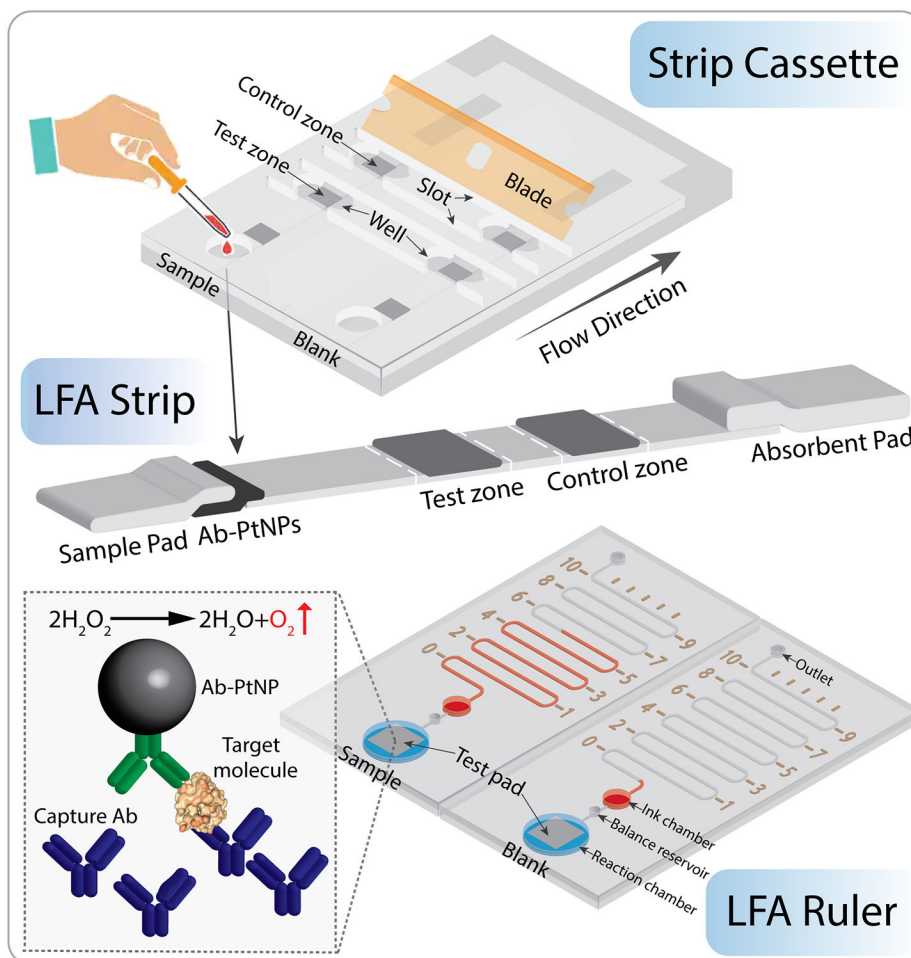 Strip Cassette
Control zone
Test zone
Blade
Slot
Well
Sample
Blank
Flow Direction
LFA Strip
Absorbent Pad
Control zone
Test zone
Ab-PtNPs
Sample Pad
2H₂O₂ 2H₂O+O₂
Ab-PtNP
Target
molecule
Capture Ab
10
8
6
4
2
0
9
7
5
3
1
Sample
Test pad
10
8
6
4
2
0
9
7
5
3
1
Outlet
Ink chamber
Balance reservoir
Reaction chamber
Blank
LFA Ruler